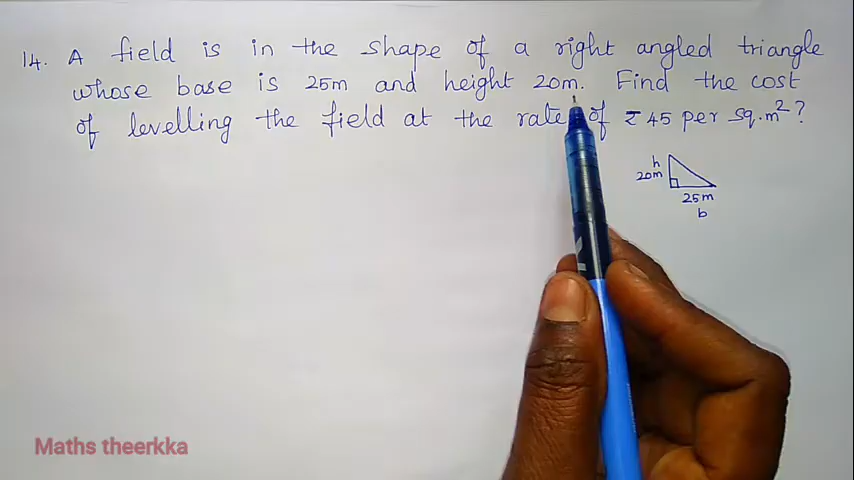 14. A field is in the shape of a right angled triangle
whose base is 25m and height 20m. Find the cost
of levelling the field at the rate of ₹ 45 per sq.m²?
h
20m
25m
b
Maths theerkka